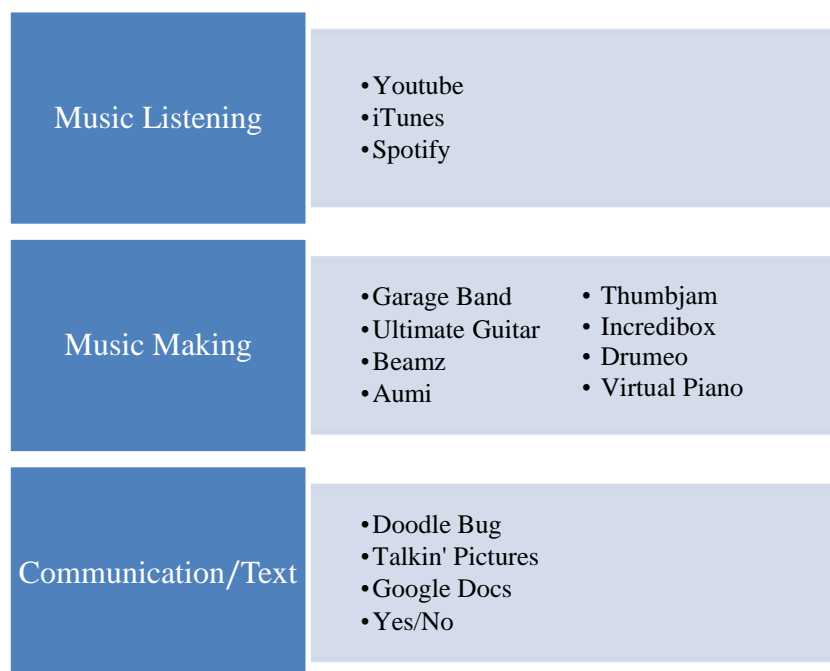 Music Listening
•Youtube
•iTunes
•Spotify
Music Making
•Garage Band
•Ultimate Guitar
•Beamz
•Aumi
• Thumbjam
• Incredibox
• Drumeo
• Virtual Piano
Communication/Text
•Doodle Bug
•Talkin' Pictures
•Google Docs
•Yes/No